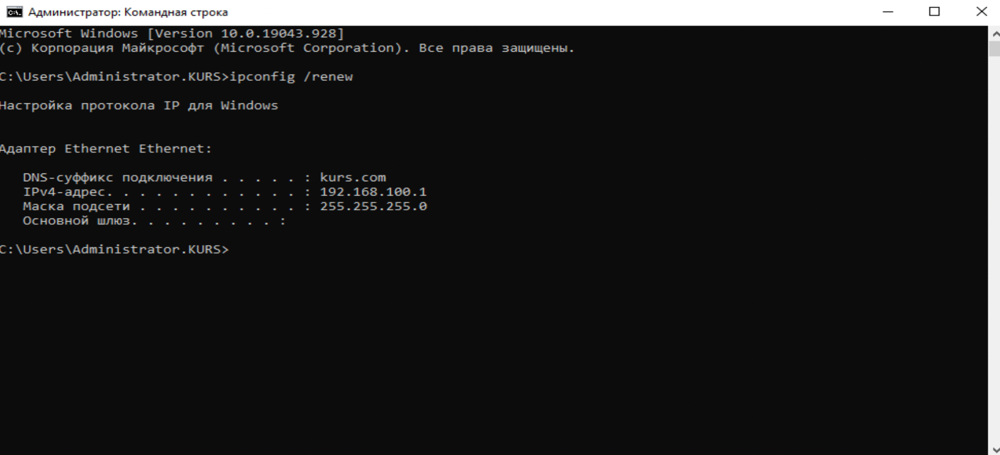 Администратор: Командная строка
Microsoft Windows [Version 10.0.19043.928]
(c) Корпорация Майкрософт (Microsoft Corporation). Все права защищены.
C:\Users\Administrator.KURS>ipconfig /renew
Настройка протокола IP для Windows
Адаптер Ethernet Ethernet:
DNS-суффикс подключения . . . . . : kurs.com
IPv4-адрес. . . . . . . . . . . . : 192.168.100.1
Маска подсети . . . . . . . . . . : 255.255.255.0
Основной шлюз. . . . . . . . . :
C:\Users\Administrator.KURS>